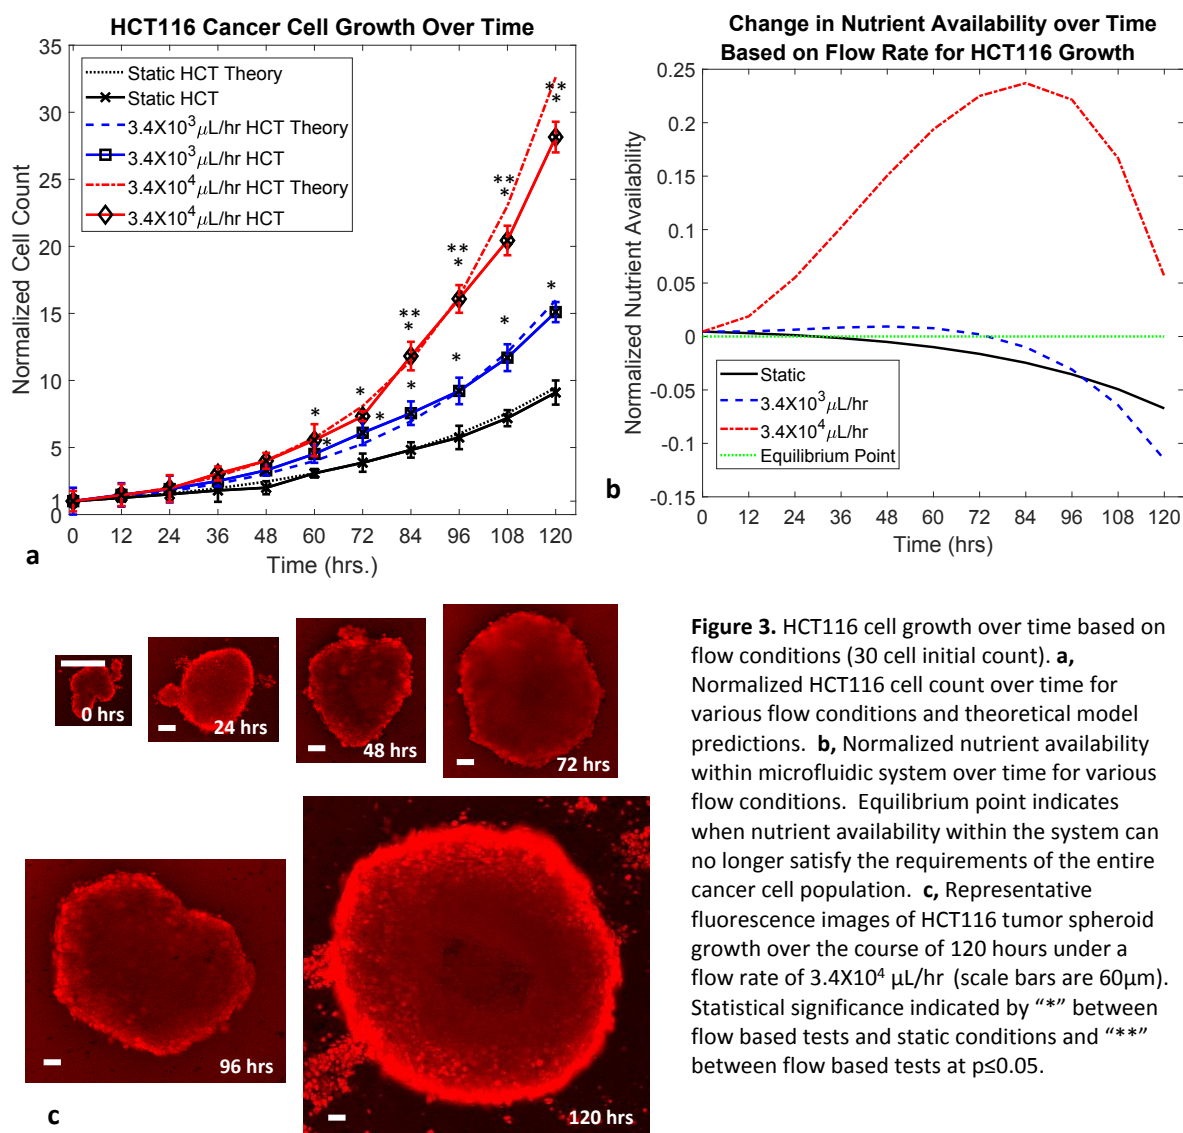 HCT116 Cancer Cell Growth Over Time
35
30
25
20
15
10
5
1
0
Normalized Cell Count
Static HCT Theory
Static HCT
3.4X10³μL/hr HCT Theory
3.4X10³μL/hr HCT
3.4X10⁴μL/hr HCT Theory
3.4X10⁴μL/hr HCT
* * * * ** * * ** * * ** * * ** * *
0 12 24 36 48 60 72 84 96 108 120
Time (hrs.)
a
Change in Nutrient Availability over Time
Based on Flow Rate for HCT116 Growth
0.25
0.2
0.15
0.1
0.05
0
-0.05
-0.1
-0.15
Normalized Nutrient Availability
Static
3.4X10³μL/hr
3.4X10⁴μL/hr
Equilibrium Point
0 12 24 36 48 60 72 84 96 108 120
Time (hrs)
b
0 hrs
24 hrs
48 hrs
72 hrs
96 hrs
120 hrs
c
Figure 3. HCT116 cell growth over time based on
flow conditions (30 cell initial count). a,
Normalized HCT116 cell count over time for
various flow conditions and theoretical model
predictions. b, Normalized nutrient availability
within microfluidic system over time for various
flow conditions. Equilibrium point indicates
when nutrient availability within the system can
no longer satisfy the requirements of the entire
cancer cell population. c, Representative
fluorescence images of HCT116 tumor spheroid
growth over the course of 120 hours under a
flow rate of 3.4X10⁴ μL/hr (scale bars are 60μm).
Statistical significance indicated by “*” between
flow based tests and static conditions and “**”
between flow based tests at p≤0.05.